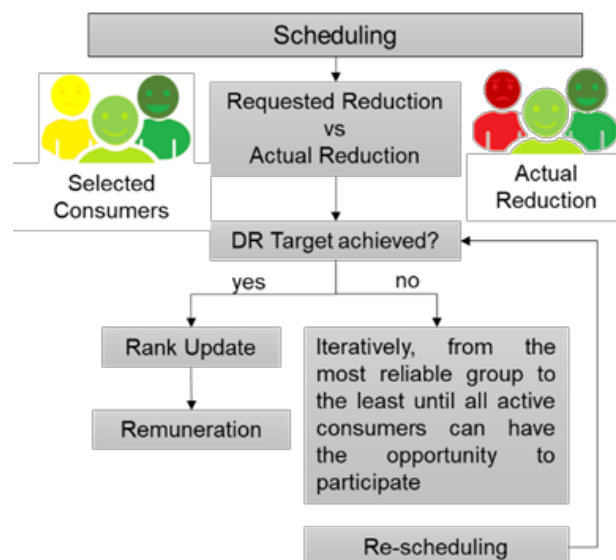 Scheduling
Requested Reduction
vs
Actual Reduction
Selected
Consumers
Actual
Reduction
DR Target achieved?
yes
no
Rank Update
Iteratively, from the
most reliable group to
the least until all active
consumers can have
the opportunity to
participate
Remuneration
Re-scheduling